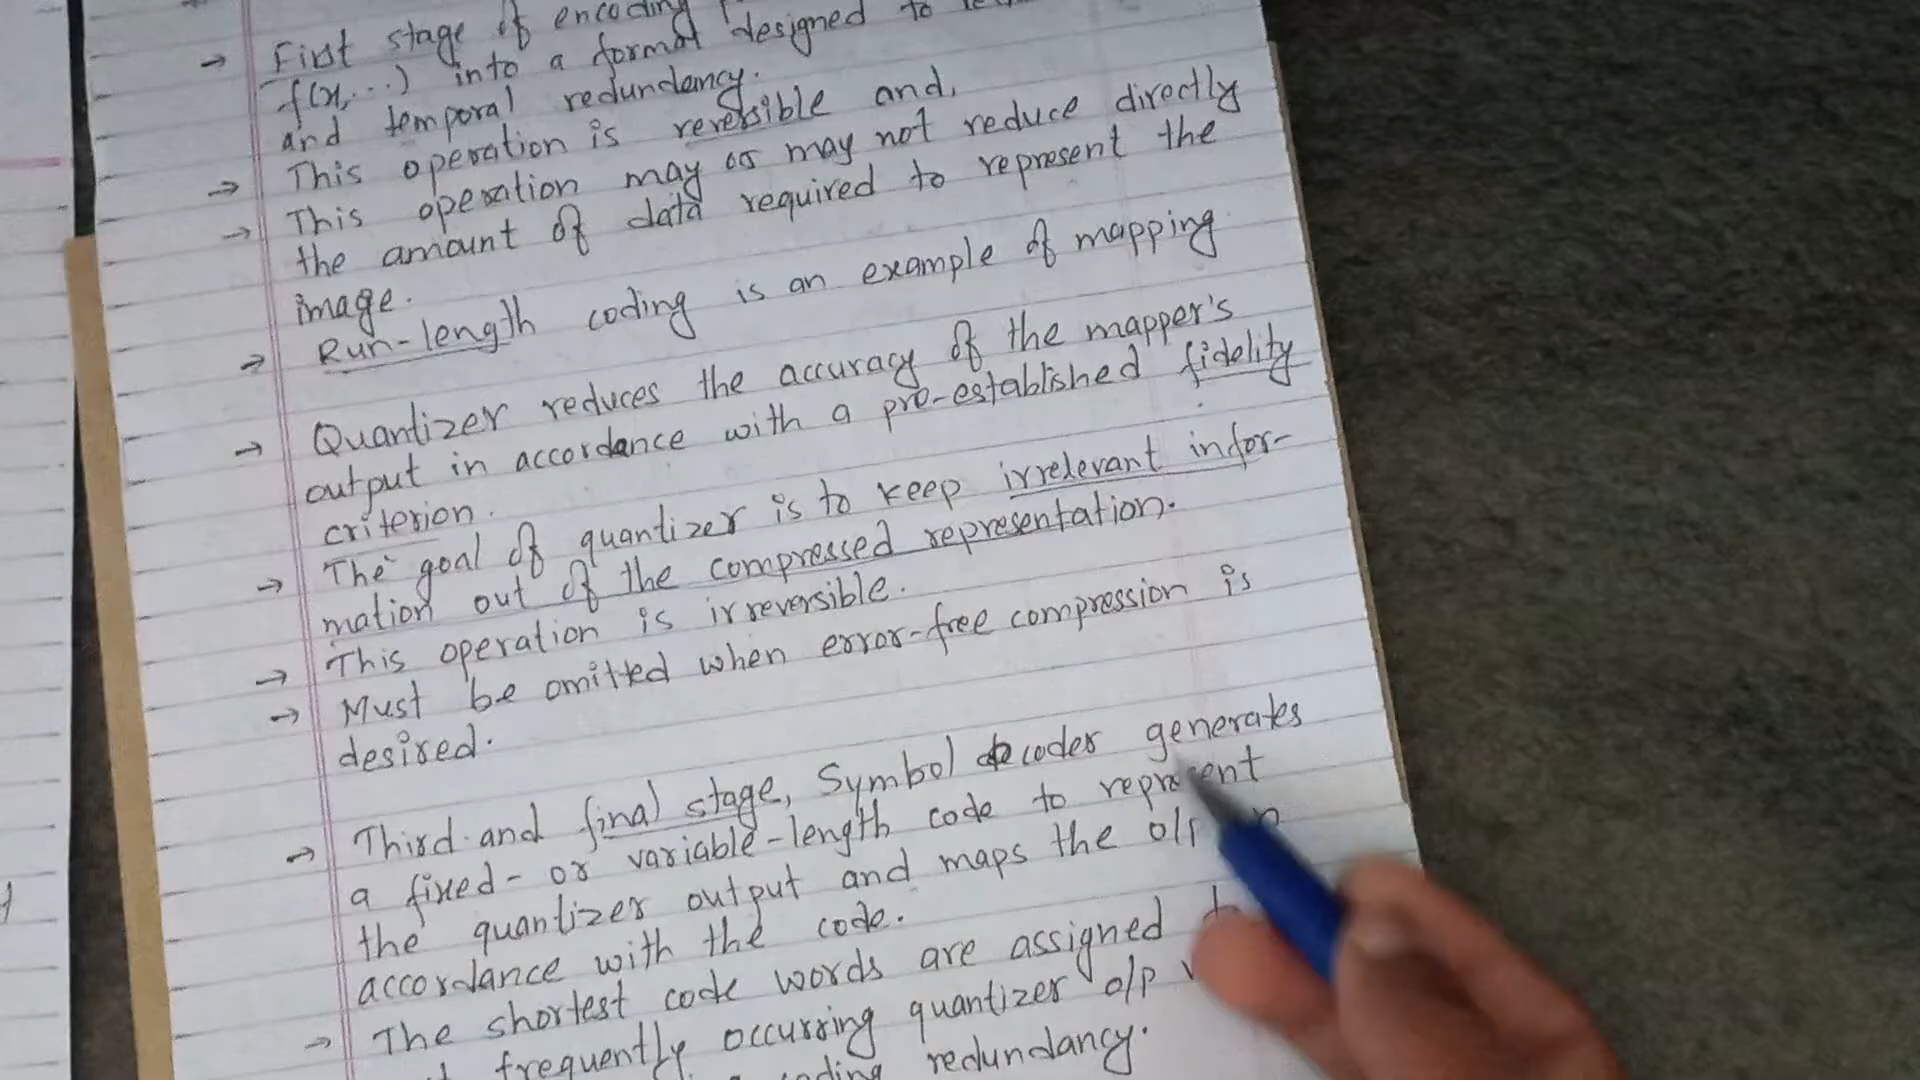 → First stage of encoding
f(x,...) into a format designed to
and temporal redundancy.
→ This operation is reversible and,
→ This operation may or may not reduce directly
the amount of data required to represent the
image.
→ Run-length coding is an example of mapping
→ Quantizer reduces the accuracy of the mapper's
output in accordance with a pre-established fidelity
criterion.
→ The goal of quantizer is to keep irrelevant infor-
mation out of the compressed representation.
→ This operation is irreversible.
→ Must be omitted when error-free compression is
desired.
→ Third and final stage, Symbol coder generates
a fixed- or variable-length code to represent
the quantizer output and maps the o/p
accordance with the code.
→ The shortest code words are assigned
frequently occurring quantizer o/p
redundancy.